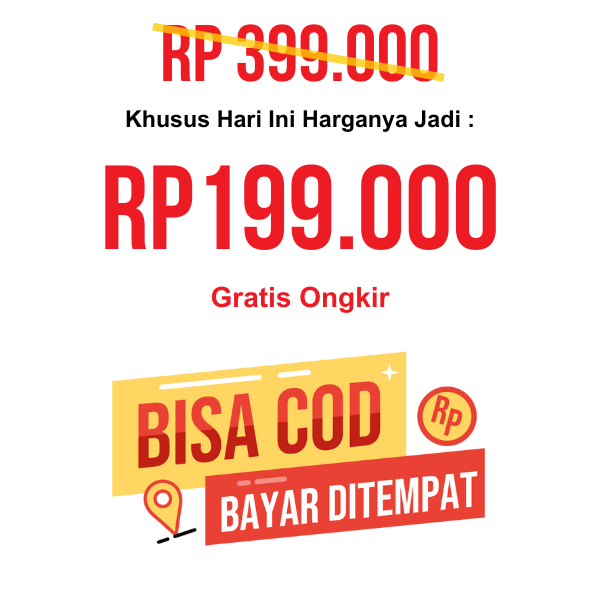 RP 399.000
Khusus Hari Ini Harganya Jadi :
RP199.000
Gratis Ongkir
BISA COD
Rp
BAYAR DITEMPAT